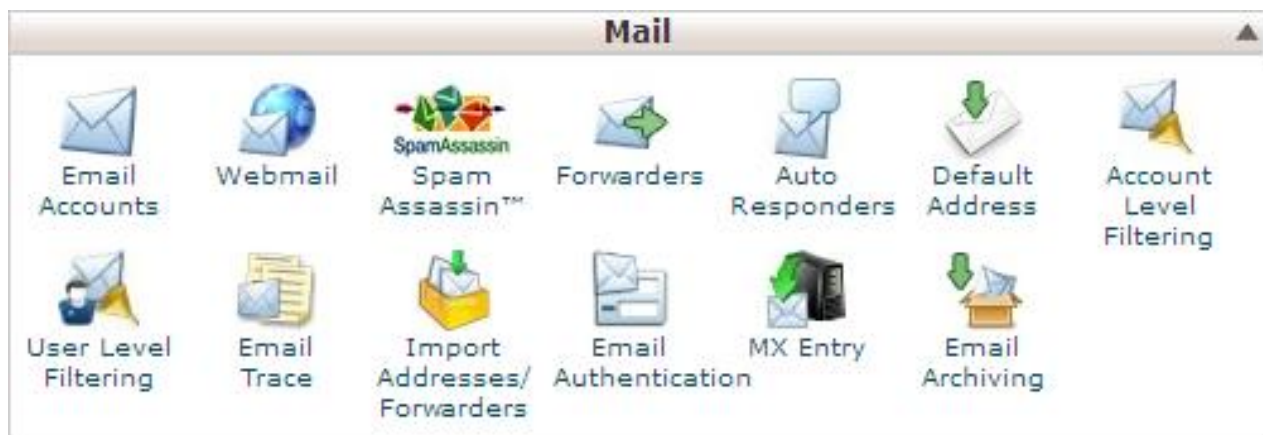 Mail
Email
Accounts
Webmail
SpamAssassin
Spam
Assassin™
Forwarders
Auto
Responders
Default
Address
Account
Level
Filtering
User Level
Filtering
Email
Trace
Import
Addresses/
Forwarders
Email
Authentication
MX Entry
Email
Archiving